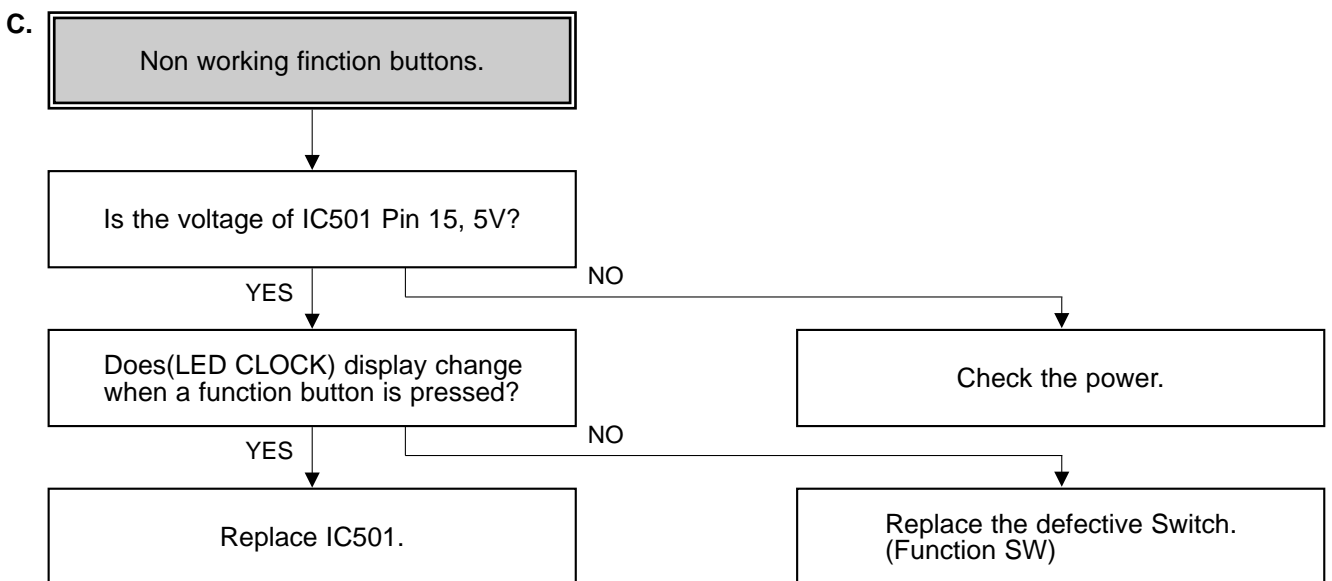 C.
Non working finction buttons.
Is the voltage of IC501 Pin 15, 5V?
YES
NO
Does(LED CLOCK) display change
when a function button is pressed?
Check the power.
YES
NO
Replace IC501.
Replace the defective Switch.
(Function SW)